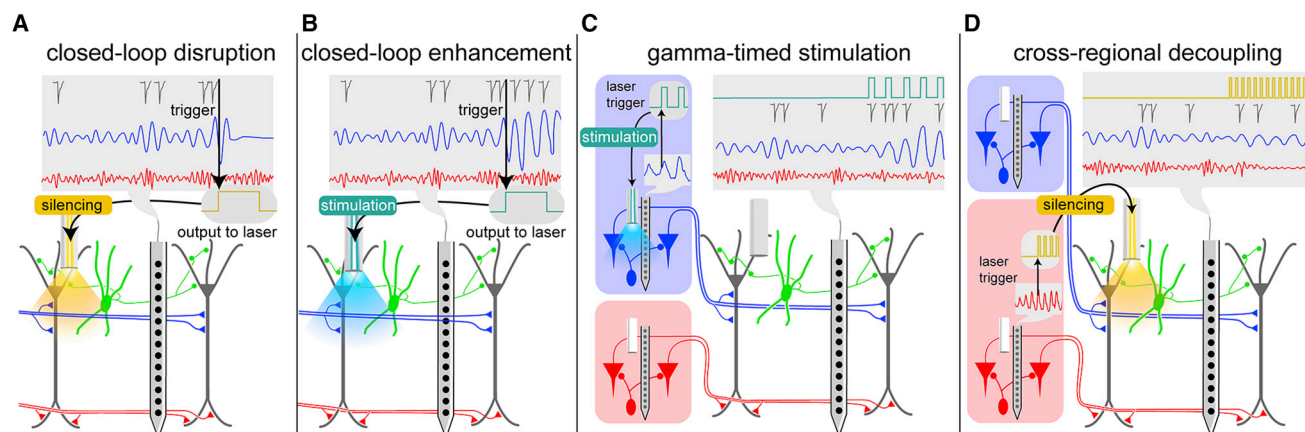 A
closed-loop disruption
trigger
silencing
output to laser
B
closed-loop enhancement
trigger
stimulation
output to laser
C
gamma-timed stimulation
laser
trigger
stimulation
D
cross-regional decoupling
silencing
laser
trigger